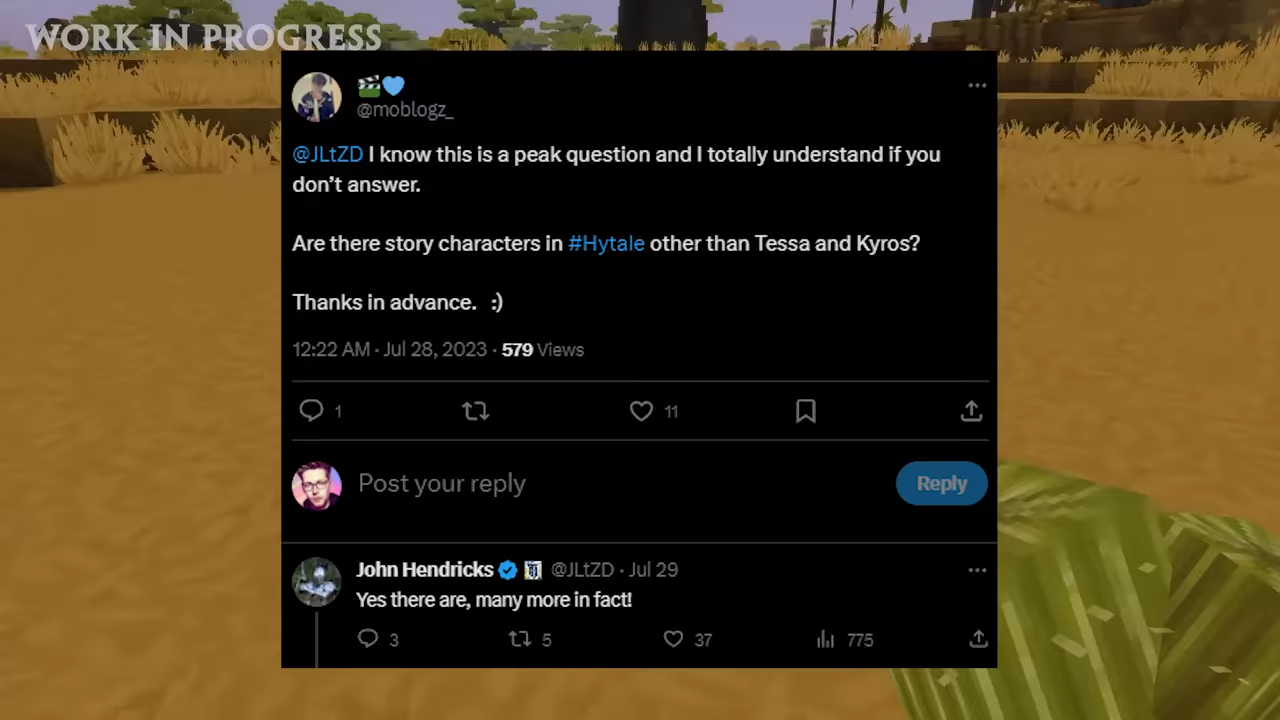 WORK IN PROGRESS
@moblogz_
@JLtZD I know this is a peak question and I totally understand if you
don’t answer.
Are there story characters in #Hytale other than Tessa and Kyros?
Thanks in advance. :)
12:22 AM · Jul 28, 2023 · 579 Views
1
11
Post your reply
Reply
John Hendricks @JLtZD · Jul 29
Yes there are, many more in fact!
3
5
37
775